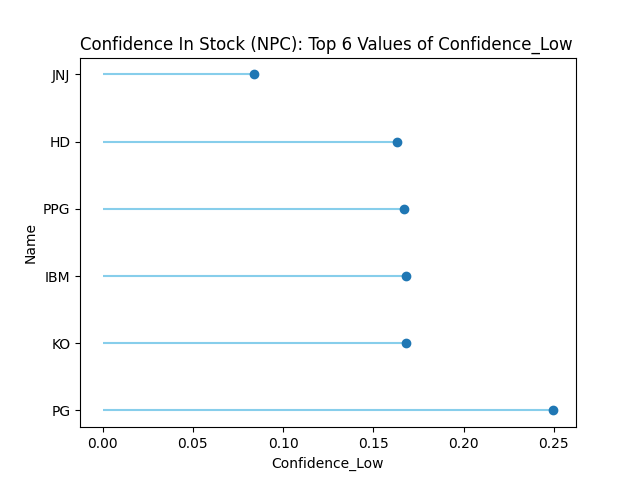 Confidence In Stock (NPC): Top 6 Values of Confidence_Low
JNJ
HD
PPG
IBM
KO
PG
Name
0.00 0.05 0.10 0.15 0.20 0.25
Confidence_Low